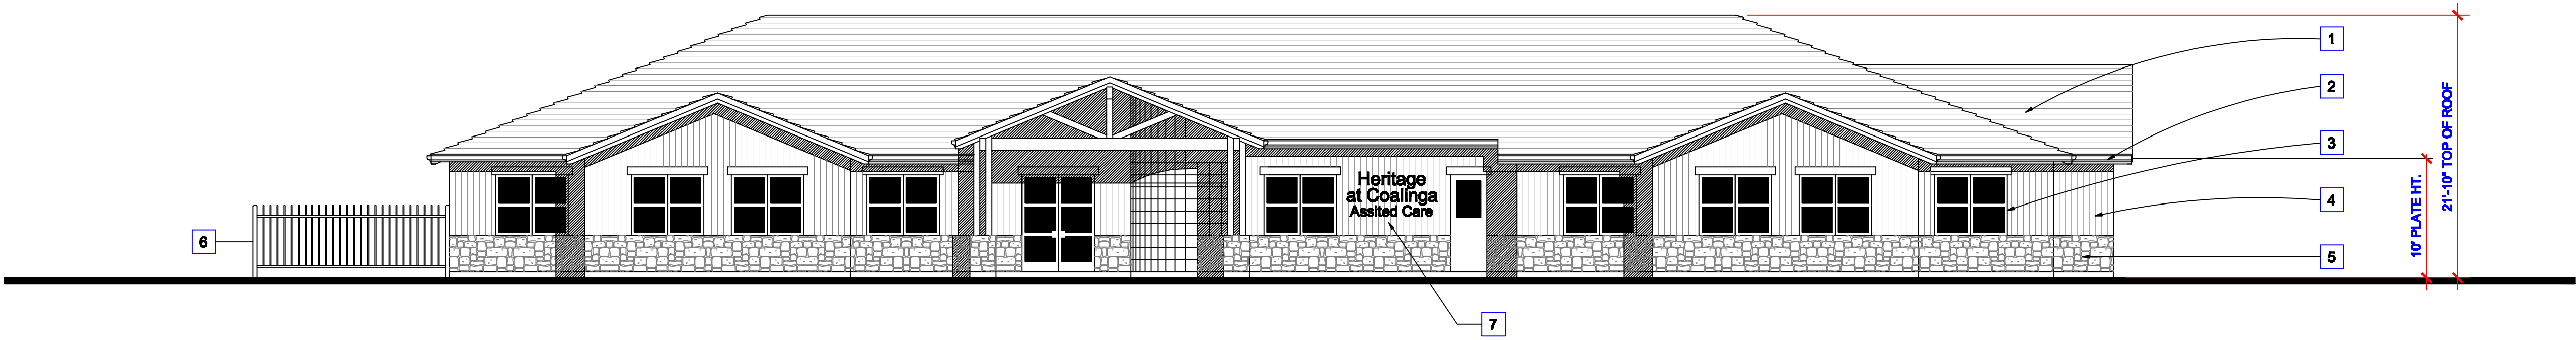 1
2
3
4
5
6
7
Heritage
at Coalinga
Assited Care
10' PLATE HT.
21'-10" TOP OF ROOF